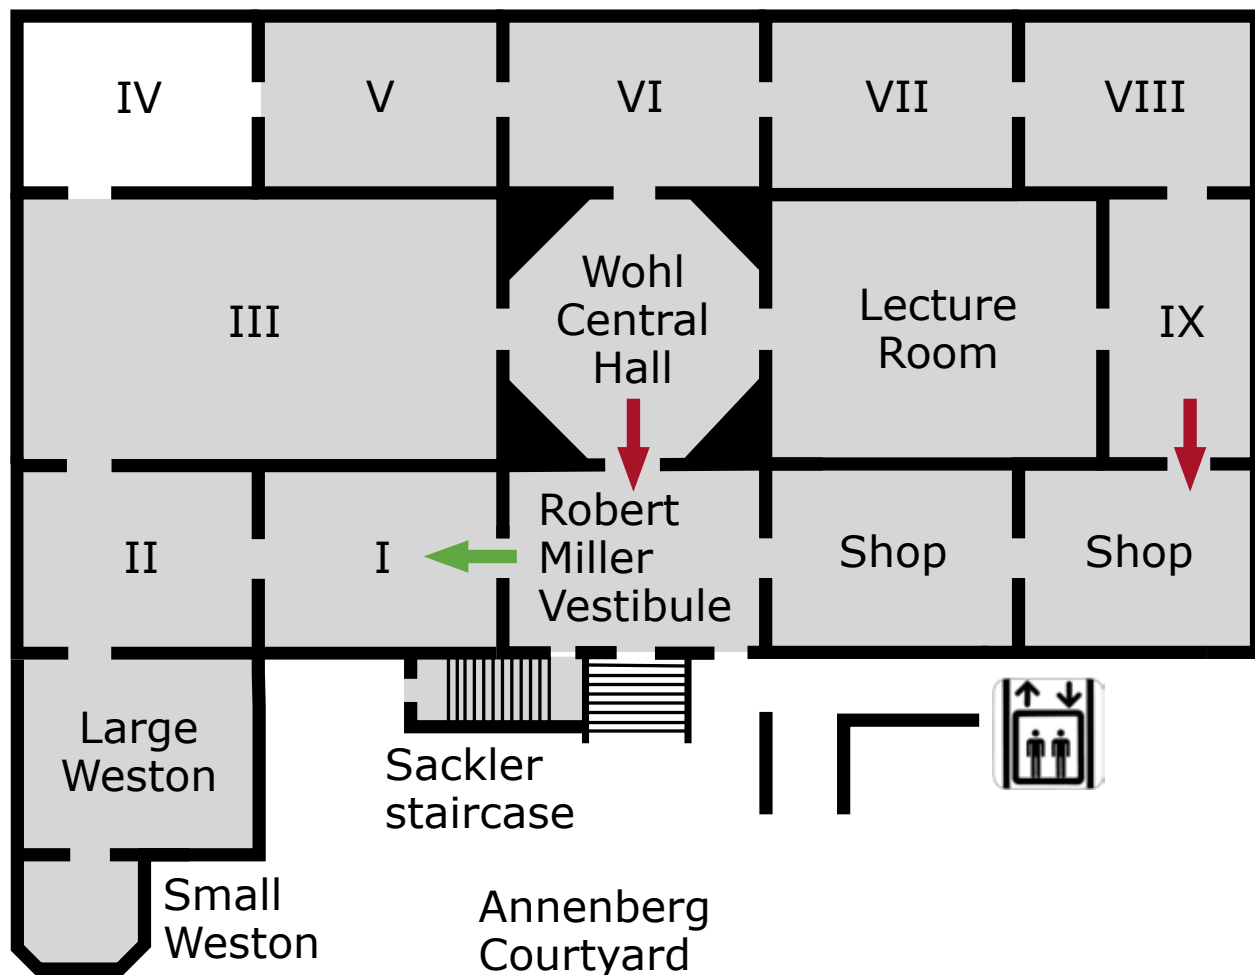 IV
V
VI
VII
VIII
III
Wohl
Central
Hall
Lecture
Room
IX
II
I
Robert
Miller
Vestibule
Shop
Shop
Large
Weston
Sackler
staircase
Small
Weston
Annenberg
Courtyard